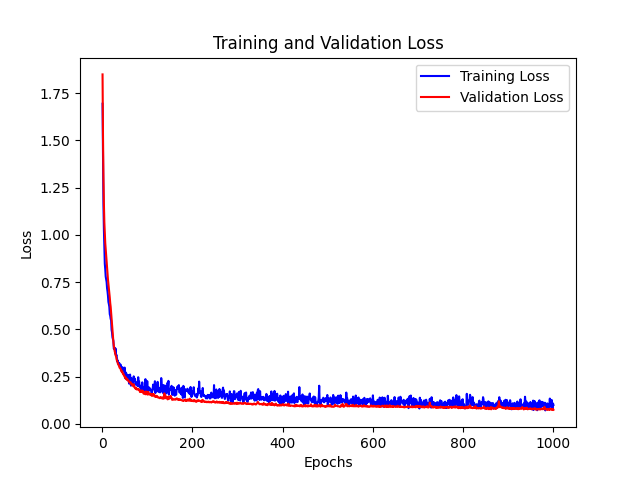 Training and Validation Loss
Training Loss
Validation Loss
Loss
1.75
1.50
1.25
1.00
0.75
0.50
0.25
0.00
0 200 400 600 800 1000
Epochs